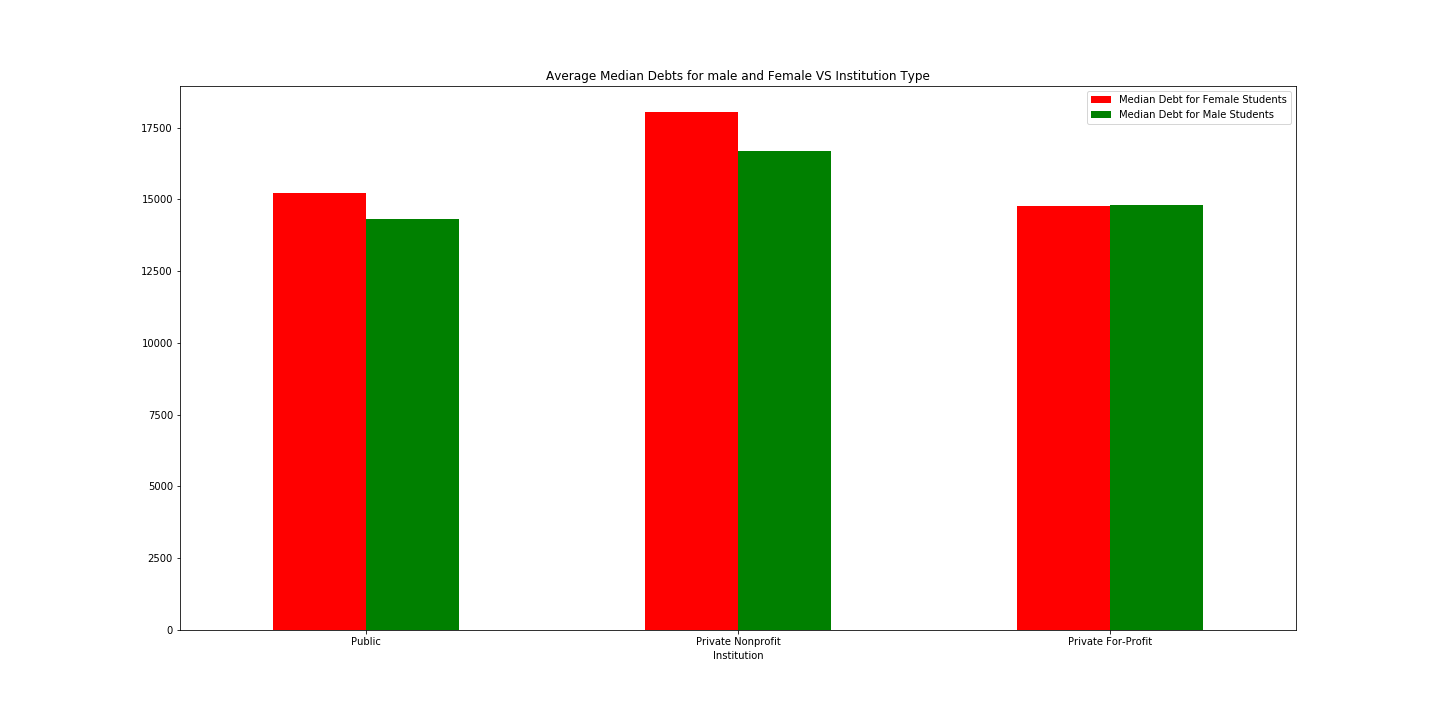 Average Median Debts for male and Female VS Institution Type
Median Debt for Female Students
Median Debt for Male Students
17500
15000
12500
10000
7500
5000
2500
0
Public
Private Nonprofit
Private For-Profit
Institution